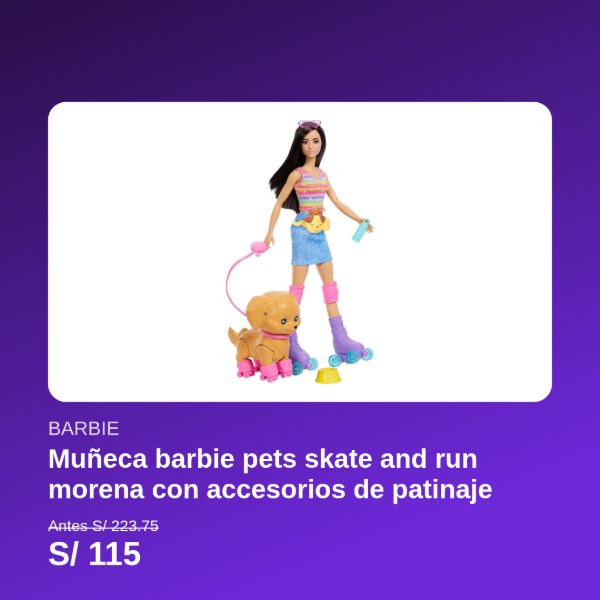 BARBIE
Muñeca barbie pets skate and run
morena con accesorios de patinaje
Antes S/ 223.75
S/ 115